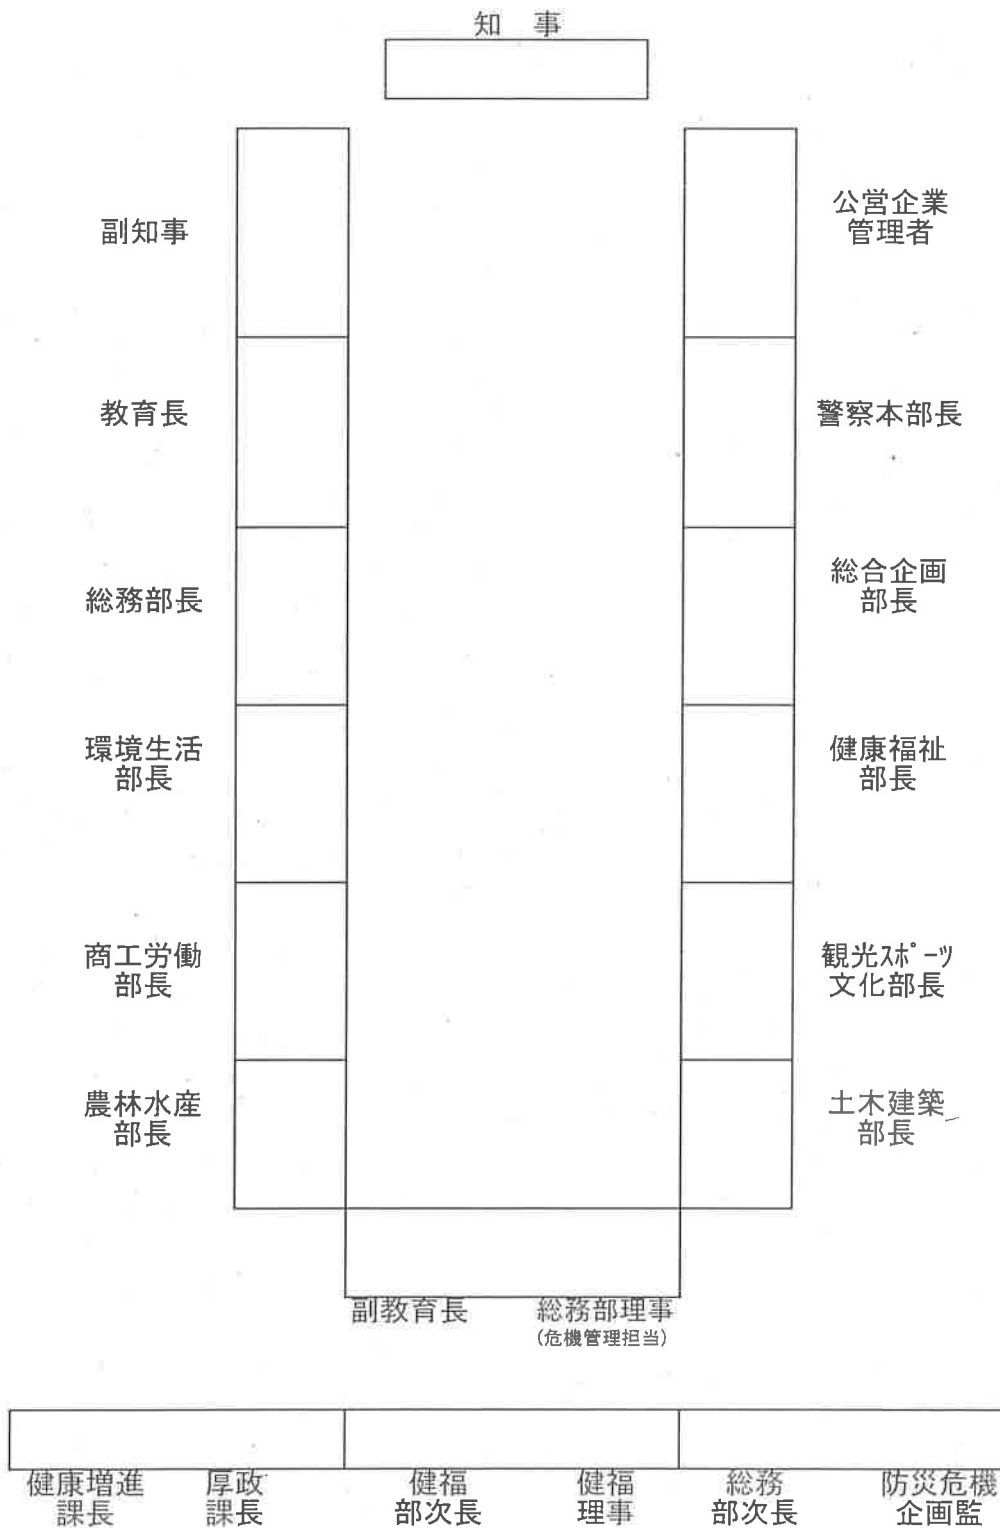 知　事
副知事
公営企業
管理者
教育長
警察本部長
総務部長
総合企画
部長
環境生活
部長
健康福祉
部長
商工労働
部長
観光ｽﾎﾟｰﾂ
文化部長
農林水産
部長
土木建築
部長
副教育長
総務部理事
(危機管理担当)
健康増進
課長
厚政
課長
健福
部次長
健福
理事
総務
部次長
防災危機
企画監